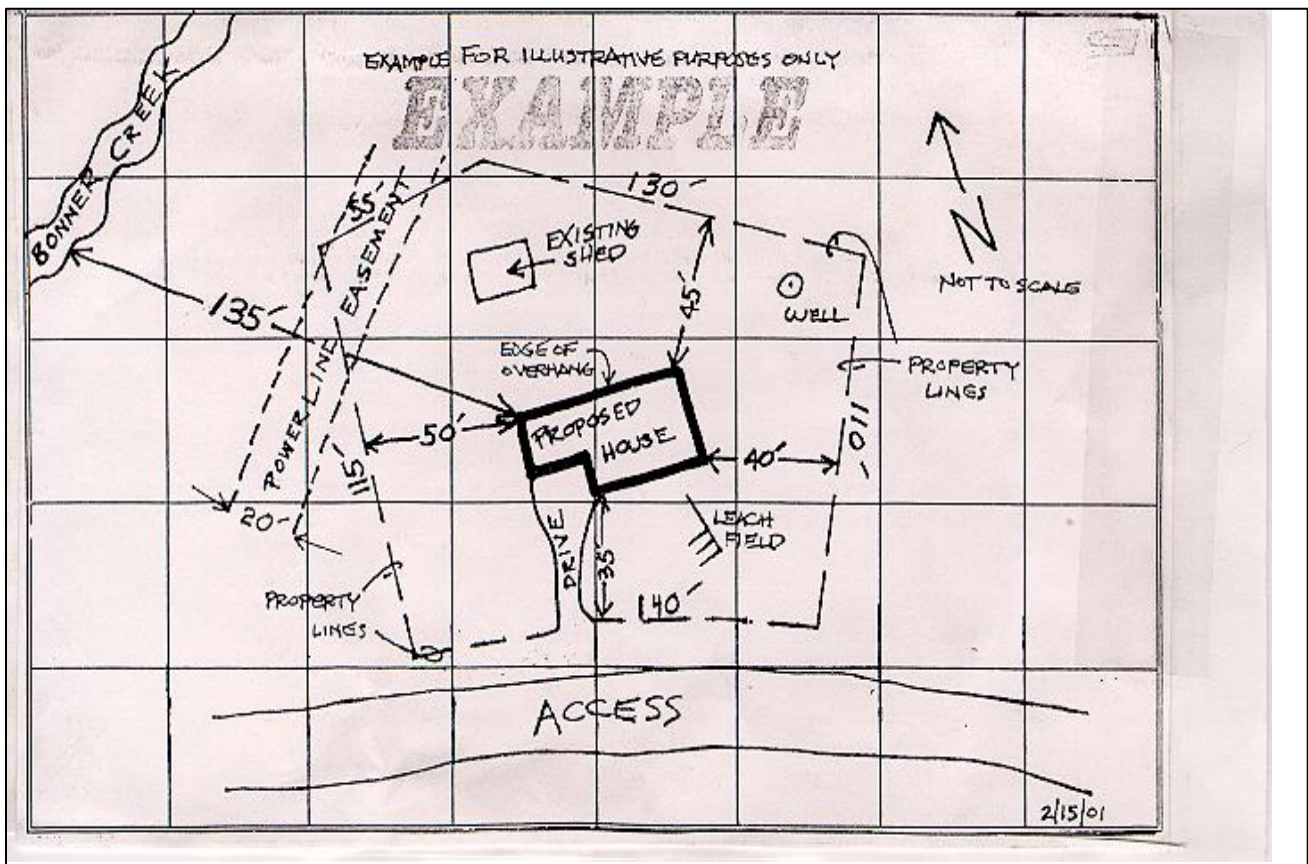 EXAMPLE FOR ILLUSTRATIVE PURPOSES ONLY
EXAMPLE
BONNER CREEK
55'
130'
N
NOT TO SCALE
EXISTING
SHED
WELL
45'
135'
POWER LINE EASEMENT
EDGE OF
OVERHANG
PROPERTY
LINES
PROPOSED
HOUSE
50'
40'
110'
115'
20'
DRIVE
35'
LEACH
FIELD
140'
PROPERTY
LINES
ACCESS
2/15/01